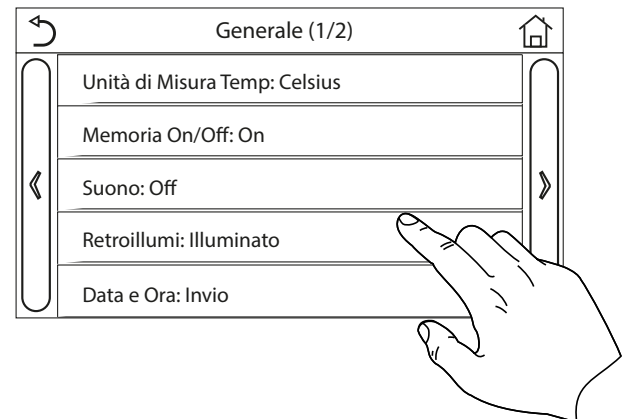 Generale (1/2)
Unità di Misura Temp: Celsius
Memoria On/Off: On
Suono: Off
Retroillumi: Illuminato
Data e Ora: Invio